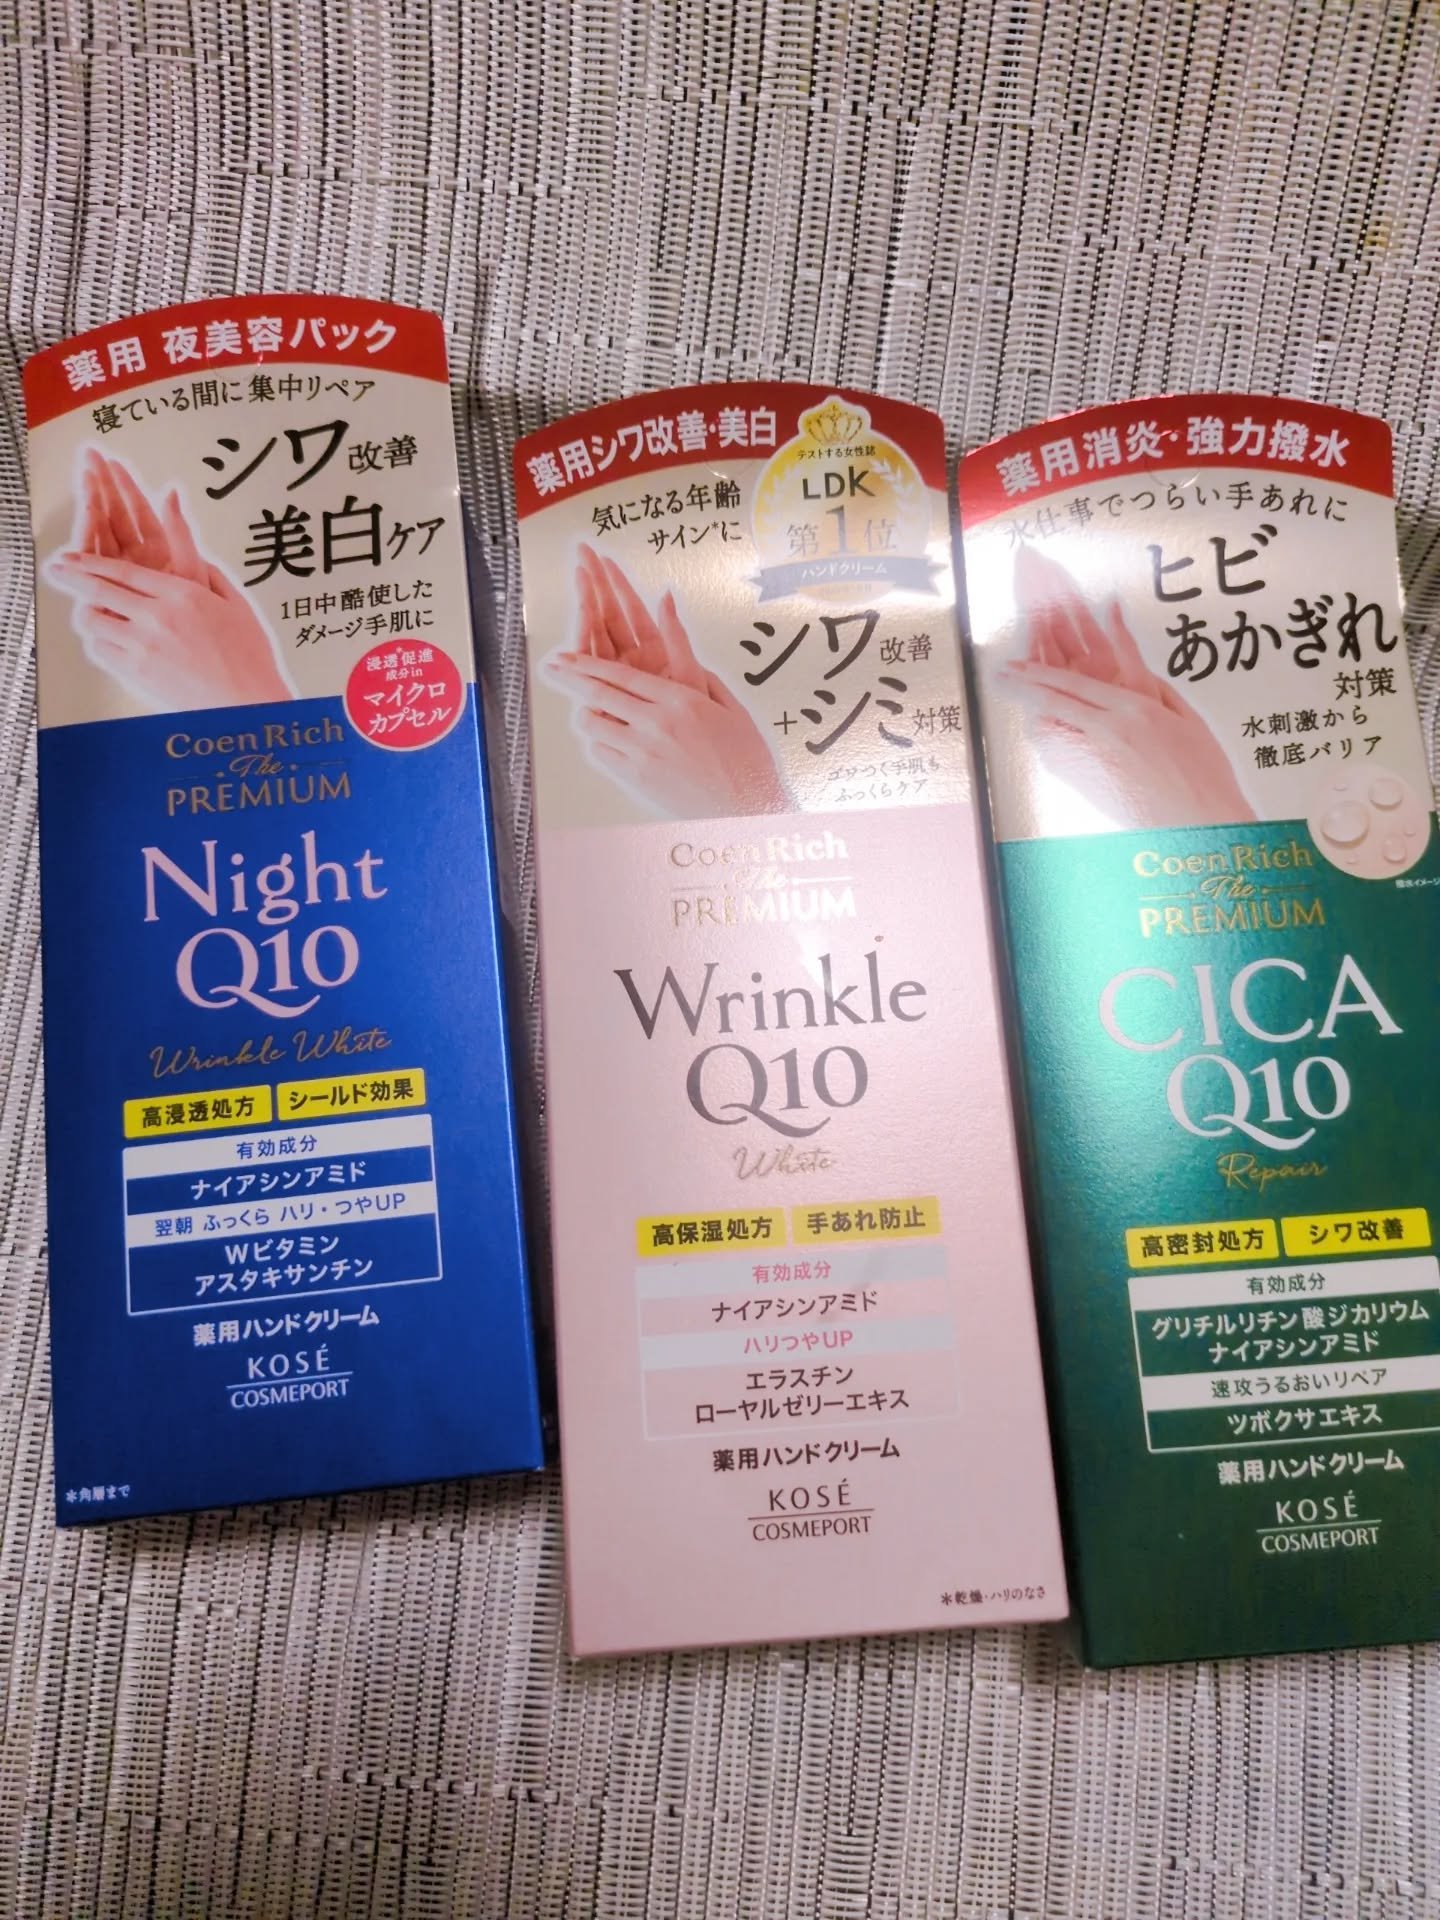 薬用 夜美容パック
寝ている間に集中リペア
シワ改善
美白ケア
1日中酷使した
ダメージ手肌に
浸透*促進
成分in
マイクロ
カプセル
Coen Rich
The
PREMIUM
Night
Q10
Wrinkle White
高浸透処方 シールド効果
有効成分
ナイアシンアミド
翌朝 ふっくら ハリ・つやUP
Wビタミン
アスタキサンチン
薬用ハンドクリーム
KOSÉ
COSMEPORT
*角層まで
薬用シワ改善・美白
気になる年齢
サイン*に
テストする女性誌
LDK
第1位
ハンドクリーム
シワ改善
+シミ対策
ゴワつく手肌も
ふっくらケア
Coen Rich
The
PREMIUM
Wrinkle
Q10
White
高保湿処方 手あれ防止
有効成分
ナイアシンアミド
ハリつやUP
エラスチン
ローヤルゼリーエキス
薬用ハンドクリーム
KOSÉ
COSMEPORT
*乾燥・ハリのなさ
薬用消炎・強力撥水
水仕事でつらい手あれに
ヒビ
あかぎれ
対策
水刺激から
徹底バリア
撥水イメージ
Coen Rich
The
PREMIUM
CICA
Q10
Repair
高密封処方 シワ改善
有効成分
グリチルリチン酸ジカリウム
ナイアシンアミド
速攻うるおいリペア
ツボクサエキス
薬用ハンドクリーム
KOSÉ
COSMEPORT